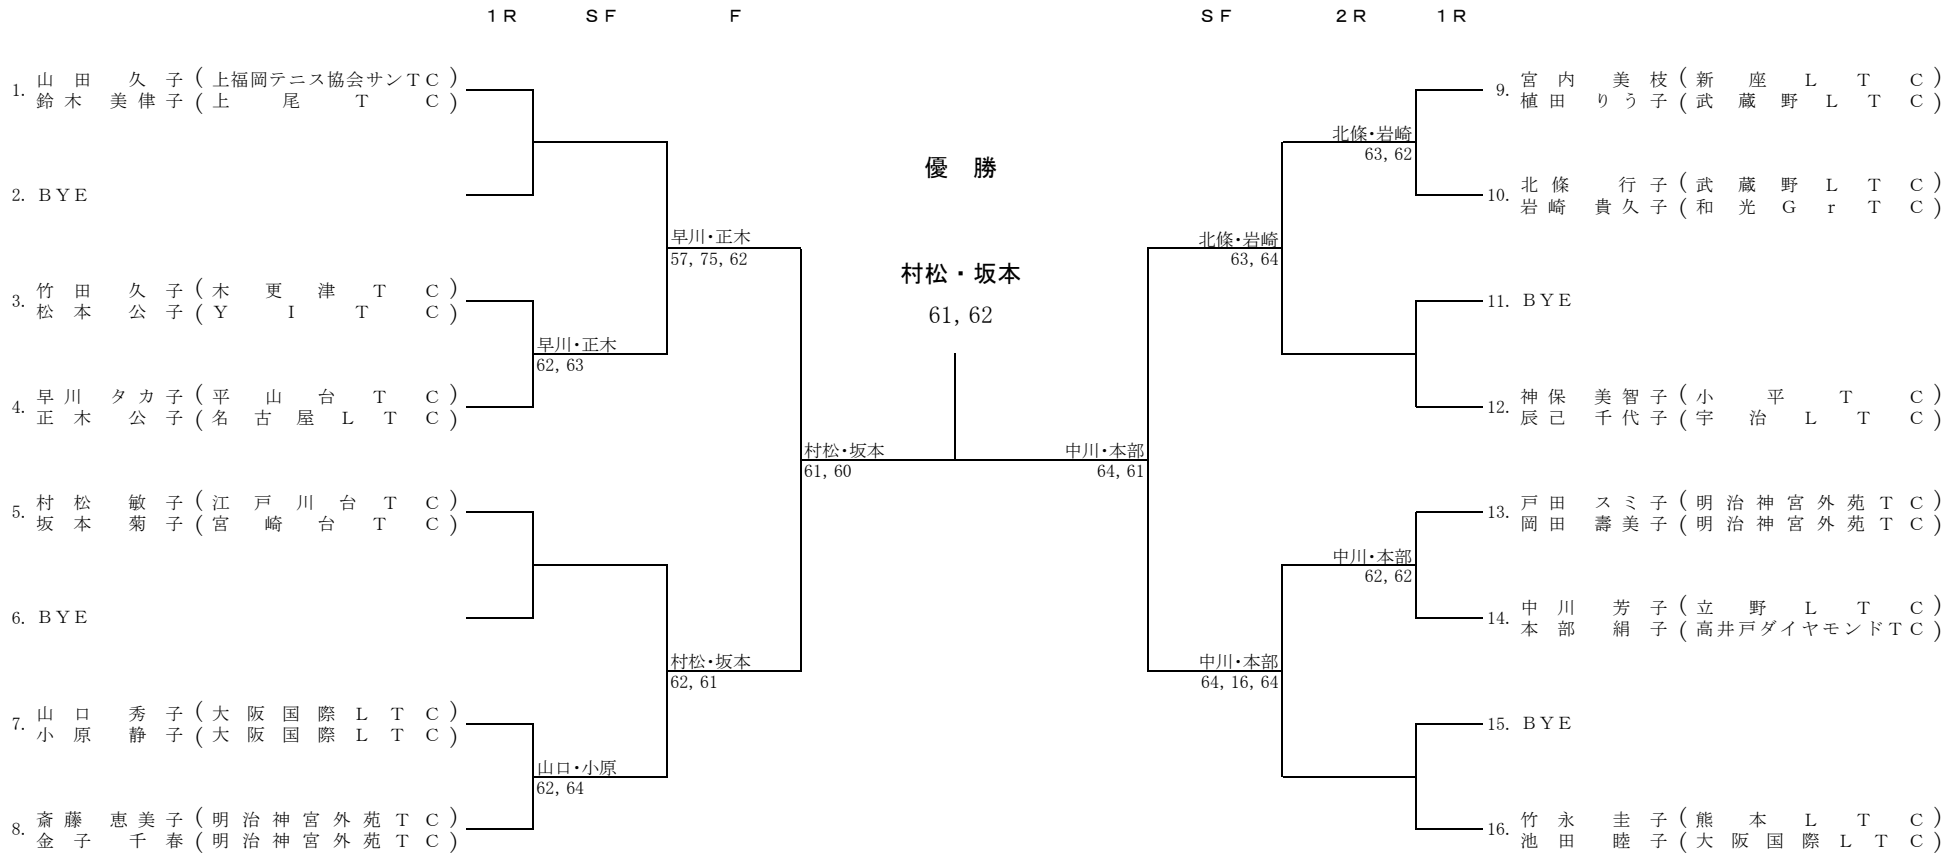 1R SF F SF 2R 1R
1. 山田 久子 (上福岡テニス協会サンTC)
鈴木 美律子 (上尾TC)
2. BYE
3. 竹田 久子 (木更津TC)
松本 公子 (YITC)
4. 早川 タカ子 (平山台TC)
正木 公子 (名古屋LTC)
5. 村松 敏子 (江戸川台TC)
坂本 菊子 (宮崎台TC)
6. BYE
7. 山口 秀子 (大阪国際LTC)
小原 静子 (大阪国際LTC)
8. 斎藤 恵美子 (明治神宮外苑TC)
金子 千春 (明治神宮外苑TC)
早川・正木
62, 63
山口・小原
62, 64
早川・正木
57, 75, 62
村松・坂本
62, 61
村松・坂本
61, 60
優 勝
村松・坂本
61, 62
中川・本部
64, 61
北條・岩崎
63, 64
中川・本部
64, 16, 64
北條・岩崎
63, 62
中川・本部
62, 62
9. 宮内 美枝 (新座LTC)
植田 りう子 (武蔵野LTC)
10. 北條 行子 (武蔵野LTC)
岩崎 貴久子 (和光GrTC)
11. BYE
12. 神保 美智子 (小平TC)
辰己 千代子 (宇治LTC)
13. 戸田 スミ子 (明治神宮外苑TC)
岡田 壽美子 (明治神宮外苑TC)
14. 中川 芳子 (立野LTC)
本部 絹子 (高井戸ダイヤモンドTC)
15. BYE
16. 竹永 圭子 (熊本LTC)
池田 睦子 (大阪国際LTC)